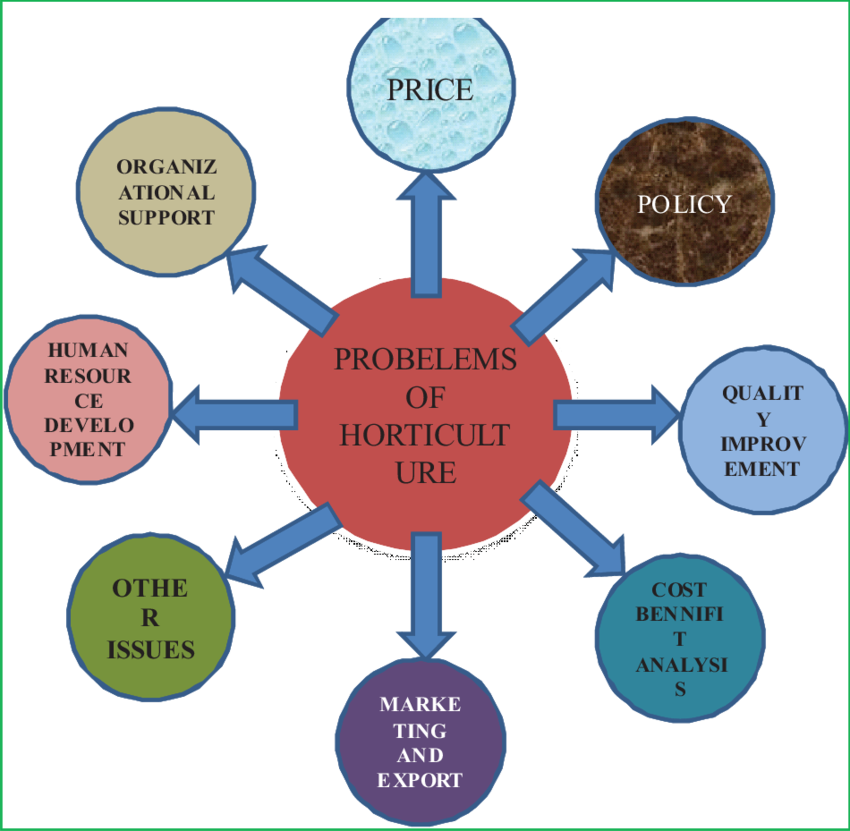 PRICE
POLICY
ORGANIZ
ATIONAL
SUPPORT
PROBELEMS
OF
HORTICULT
URE
HUMAN
RESOUR
CE
DEVELO
PMENT
QUALIT
Y
IMPROV
EMENT
OTHE
R
ISSUES
COST
BENNIFI
T
ANALYSI
S
MARKE
TING
AND
EXPORT